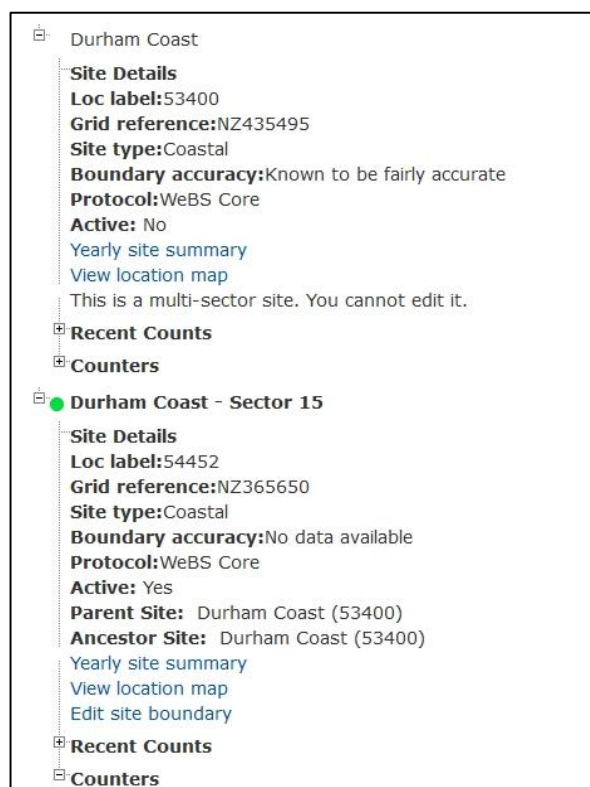 Durham Coast
Site Details
Loc label:53400
Grid reference:NZ435495
Site type:Coastal
Boundary accuracy:Known to be fairly accurate
Protocol:WeBS Core
Active: No
Yearly site summary
View location map
This is a multi-sector site. You cannot edit it.
Recent Counts
Counters
Durham Coast - Sector 15
Site Details
Loc label:54452
Grid reference:NZ365650
Site type:Coastal
Boundary accuracy:No data available
Protocol:WeBS Core
Active: Yes
Parent Site: Durham Coast (53400)
Ancestor Site: Durham Coast (53400)
Yearly site summary
View location map
Edit site boundary
Recent Counts
Counters